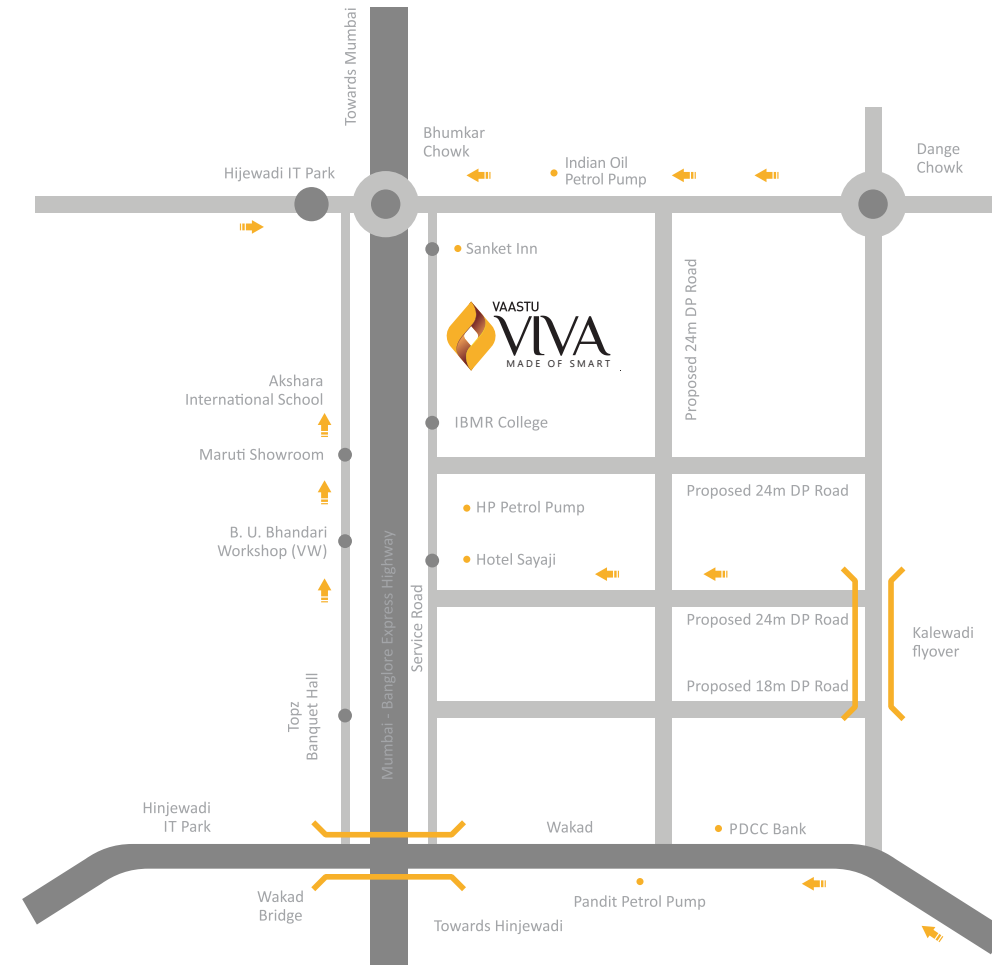 Towards Mumbai
Bhumkar
Chowk
Indian Oil
Petrol Pump
Dange
Chowk
Hijewadi IT Park
Sanket Inn
VAASTU
VIVA
MADE OF SMART
Proposed 24m DP Road
Akshara
International School
IBMR College
Maruti Showroom
Proposed 24m DP Road
HP Petrol Pump
B. U. Bhandari
Workshop (VW)
Hotel Sayaji
Mumbai - Banglore Express Highway
Service Road
Proposed 24m DP Road
Kalewadi
flyover
Proposed 18m DP Road
Topz
Banquet Hall
Hinjewadi
IT Park
Wakad
PDCC Bank
Wakad
Bridge
Pandit Petrol Pump
Towards Hinjewadi